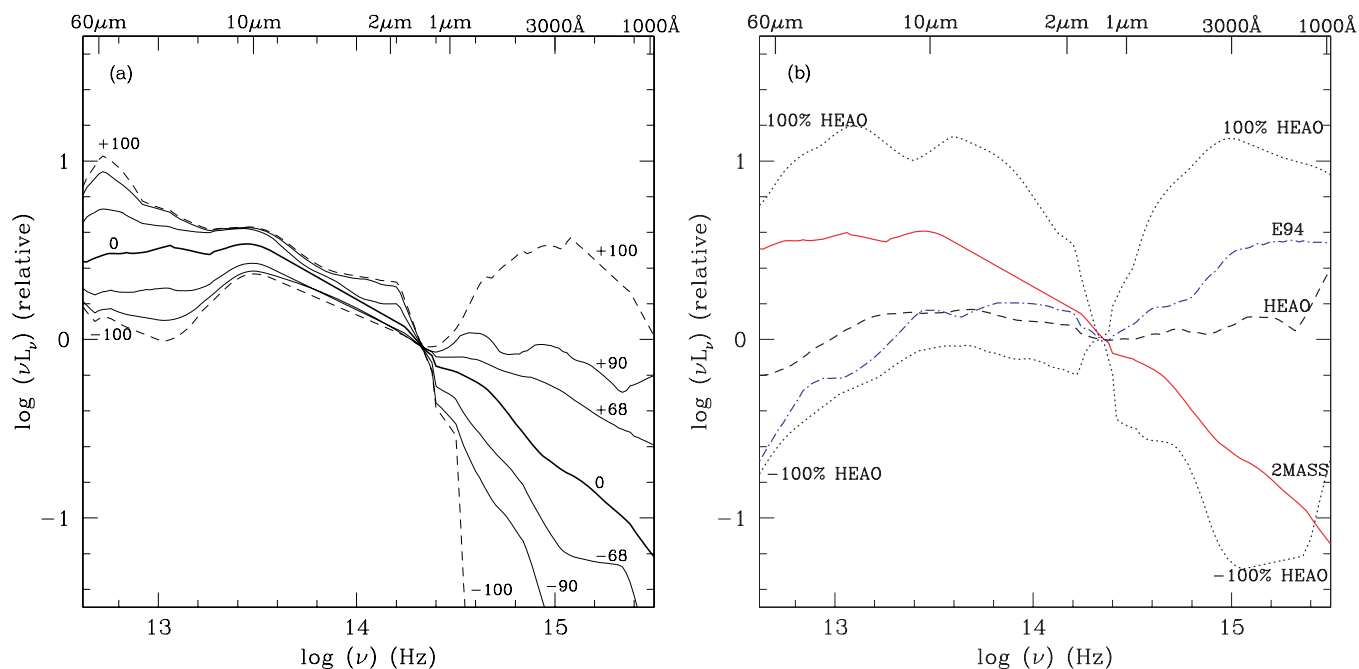 60μm 10μm 2μm 1μm 3000Å 1000Å
(a)
+100
1
0
+100
0
+90
-100
+68
0
−1
−68
−100
−90
13 14 15
log (ν) (Hz)
log (νLν) (relative)
60μm 10μm 2μm 1μm 3000Å 1000Å
(b)
100% HEAO
100% HEAO
1
E94
HEAO
0
−100% HEAO
2MASS
−1
−100% HEAO
13 14 15
log (ν) (Hz)
log (νLν) (relative)